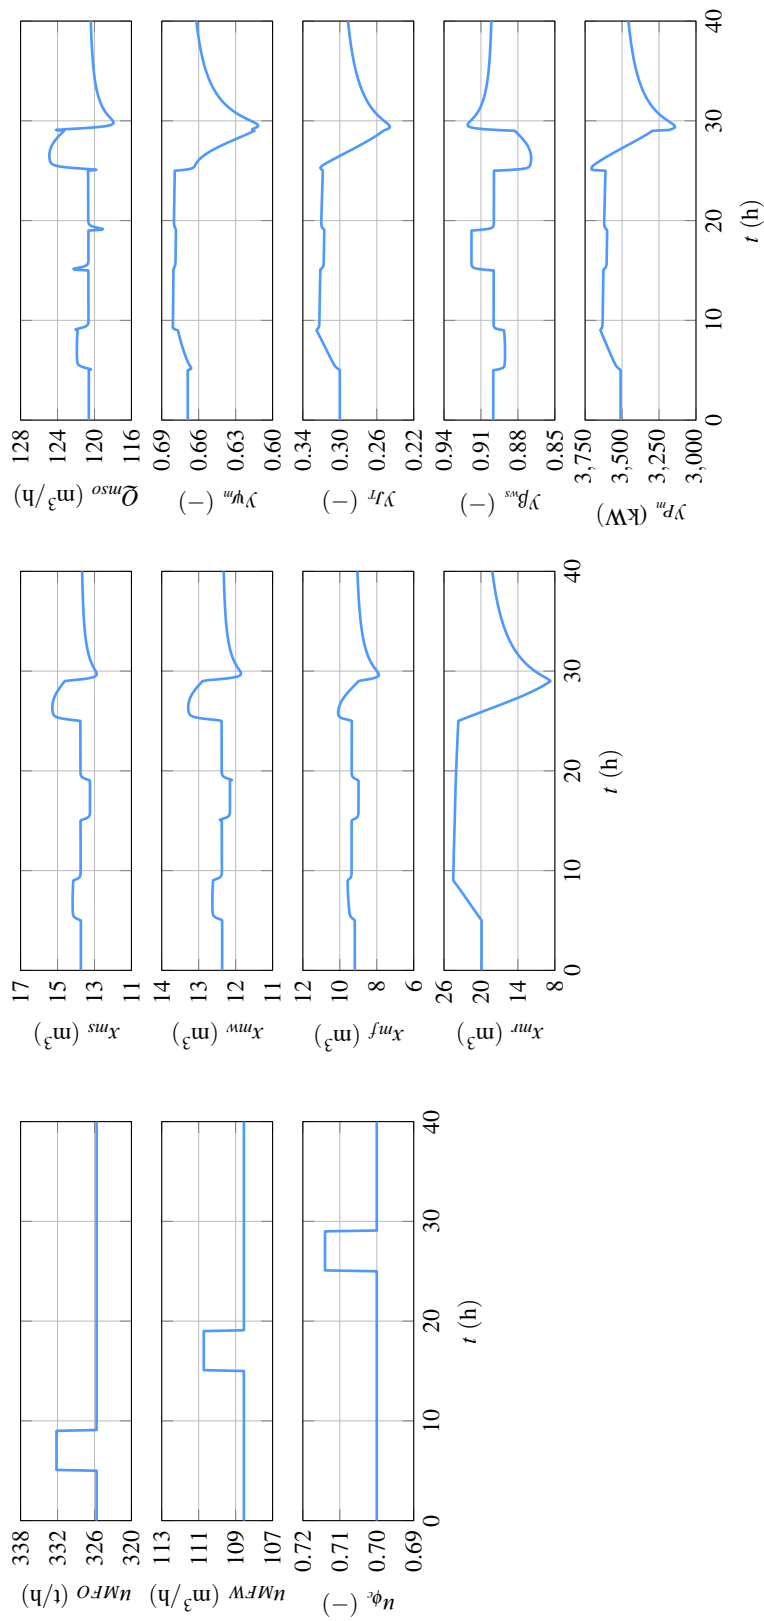 u_MFO (t/h)
338
332
326
320
u_MFW (m³/h)
113
111
109
107
u_ϕc (−)
0.72
0.71
0.70
0.69
0 10 20 30 40
t (h)
x_ms (m³)
17
15
13
11
x_mw (m³)
14
13
12
11
x_mf (m³)
12
10
8
6
x_mr (m³)
26
20
14
8
0 10 20 30 40
t (h)
Q_mso (m³/h)
128
124
120
116
y_ψm (−)
0.69
0.66
0.63
0.60
y_JT (−)
0.34
0.30
0.26
0.22
y_βws (−)
0.94
0.91
0.88
0.85
y_Pm (kW)
3,750
3,500
3,250
3,000
0 10 20 30 40
t (h)